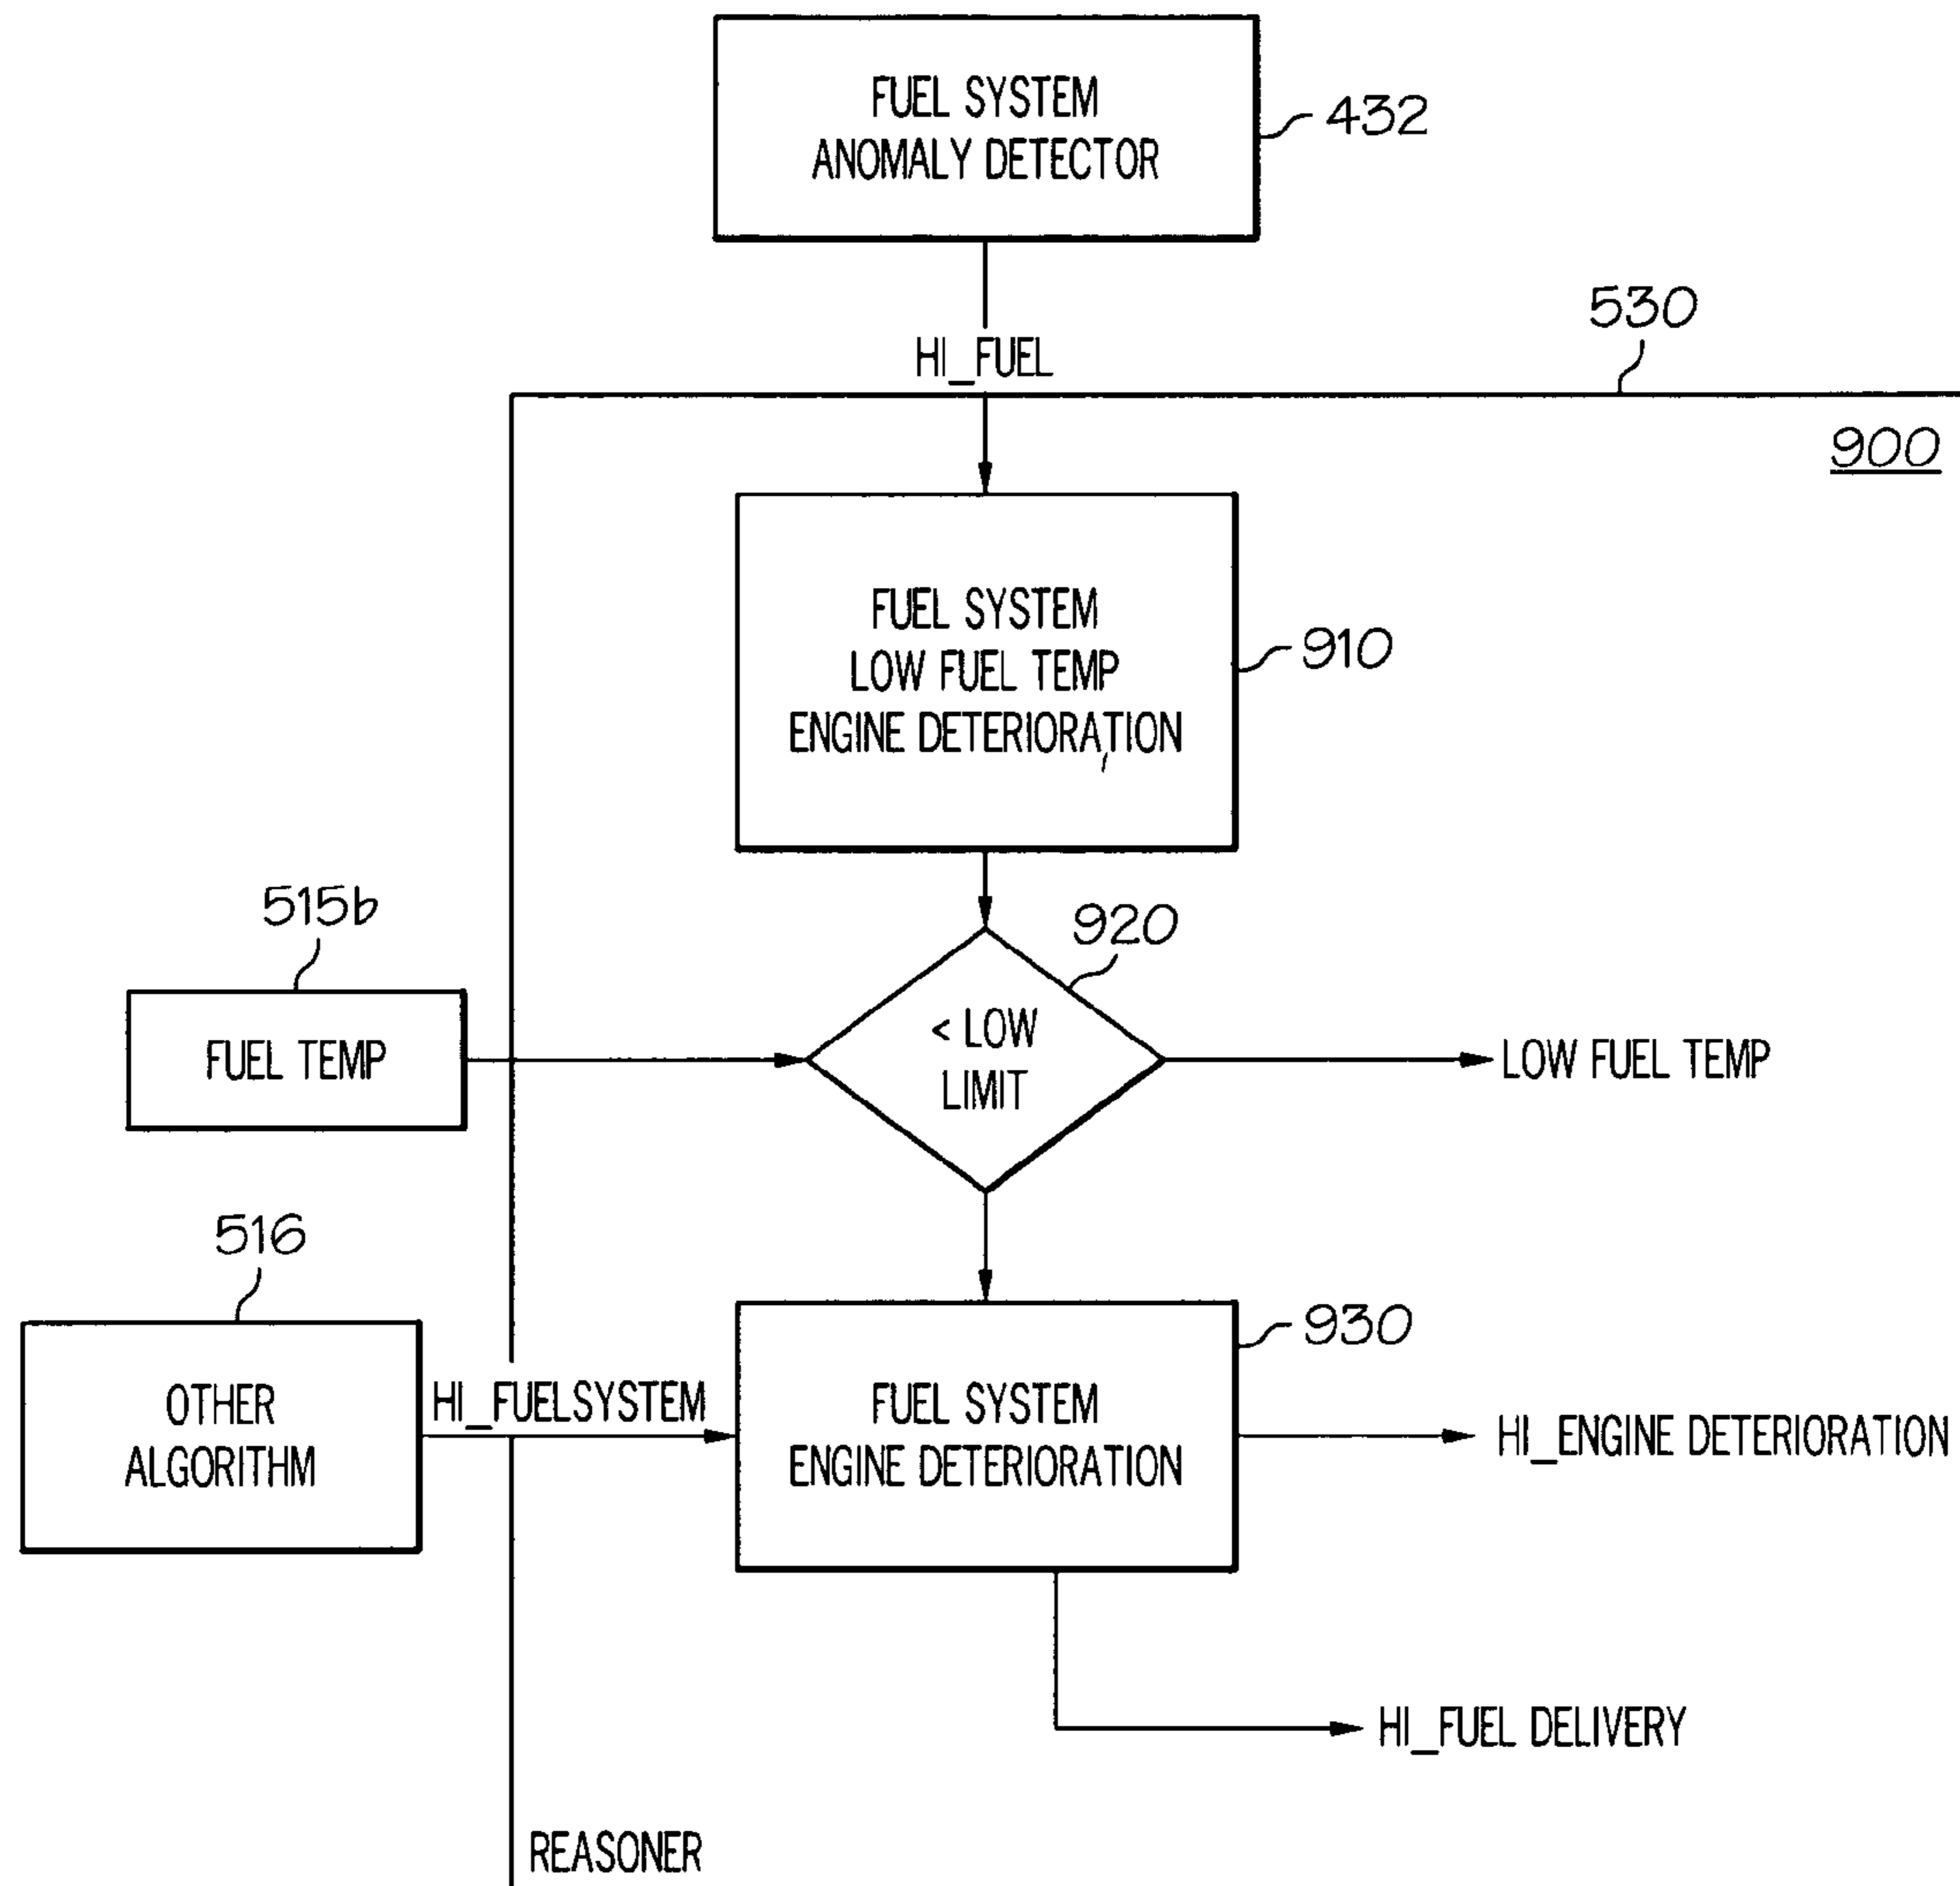 FUEL SYSTEM
ANOMALY DETECTOR
432
HI_FUEL
530
900
FUEL SYSTEM
LOW FUEL TEMP
ENGINE DETERIORATION
910
515b
920
FUEL TEMP
< LOW
LIMIT
LOW FUEL TEMP
516
930
OTHER
ALGORITHM
HI_FUELSYSTEM
FUEL SYSTEM
ENGINE DETERIORATION
HI_ENGINE DETERIORATION
HI_FUEL DELIVERY
REASONER